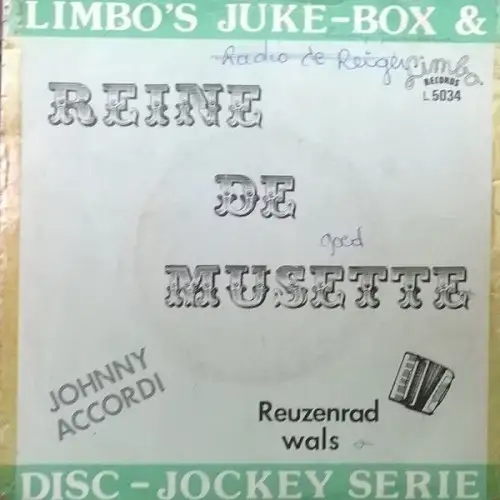 LIMBO'S JUKE-BOX &
Radio de Reiger
Limbo
RECORDS
L 5034
REINE
DE
goed
MUSETTE
JOHNNY
ACCORDI
Reuzenrad
wals
DISC-JOCKEY SERIE